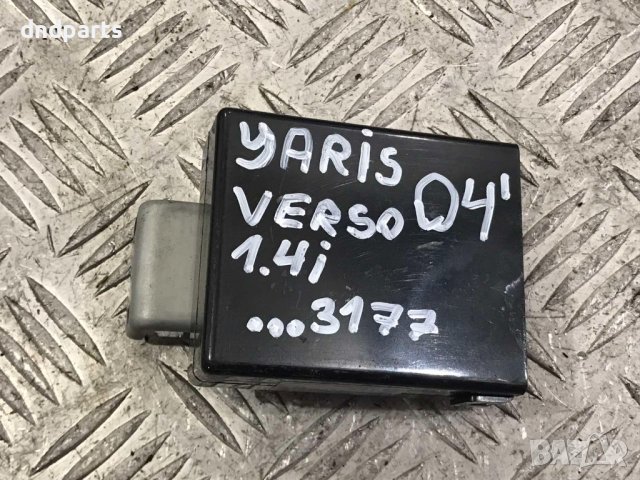 dndparts
YARiS
VERSO 04'
1.4i
...3177
BAZAR